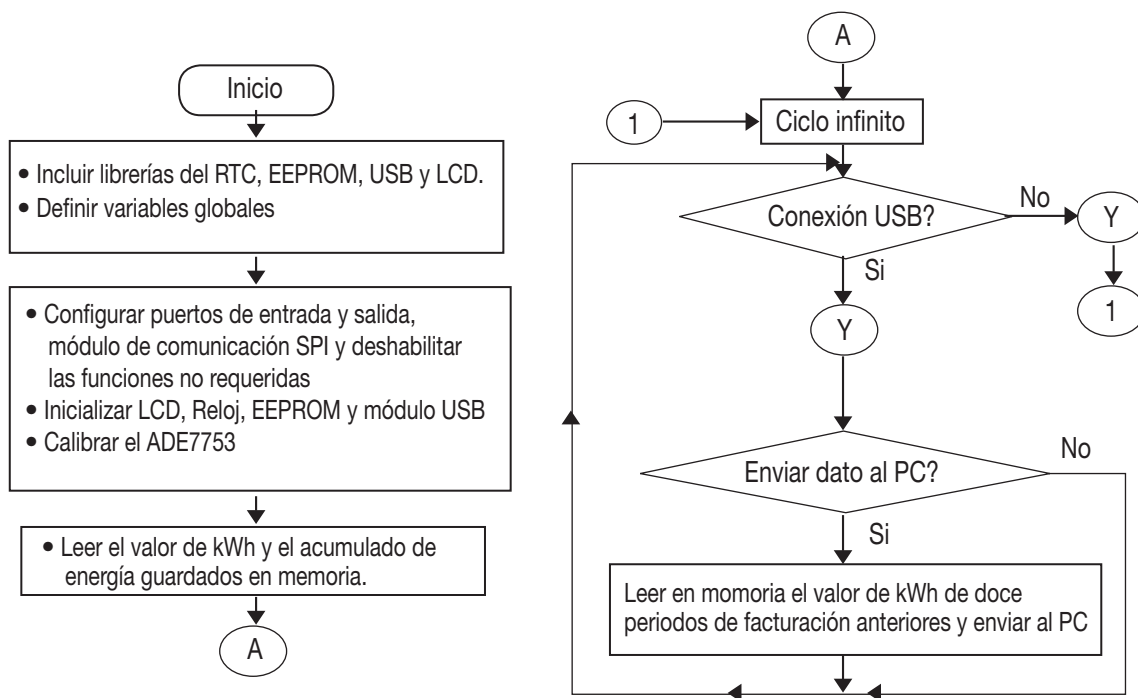 Inicio
• Incluir librerías del RTC, EEPROM, USB y LCD.
• Definir variables globales
• Configurar puertos de entrada y salida,
módulo de comunicación SPI y deshabilitar
las funciones no requeridas
• Inicializar LCD, Reloj, EEPROM y módulo USB
• Calibrar el ADE7753
• Leer el valor de kWh y el acumulado de
energía guardados en memoria.
A
A
1
Ciclo infinito
Conexión USB?
No
Y
1
Si
Y
Enviar dato al PC?
No
Si
Leer en momoria el valor de kWh de doce
periodos de facturación anteriores y enviar al PC